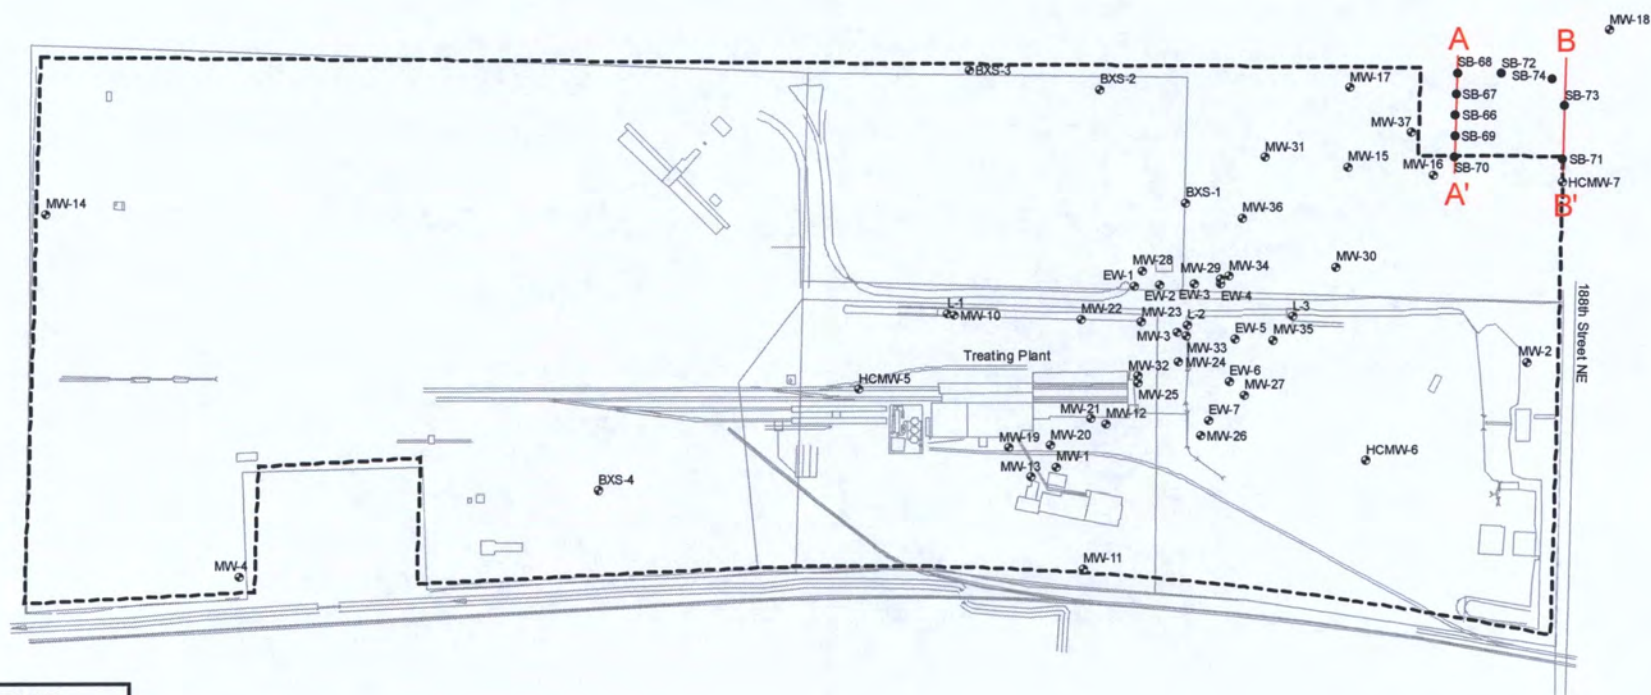 MW-18
A
B
SB-68
SB-72
SB-74
BXS-3
BXS-2
MW-17
SB-67
SB-73
SB-66
MW-37
SB-69
MW-31
MW-15
MW-16
SB-70
SB-71
HCMW-7
A'
B'
MW-14
BXS-1
MW-36
MW-28
MW-29
MW-34
MW-30
EW-1
EW-2
EW-3
EW-4
188th Street NE
L-1
MW-10
MW-22
MW-23
L-2
L-3
MW-3
MW-33
EW-5
MW-35
Treating Plant
MW-24
MW-2
HCMW-5
MW-32
MW-25
EW-6
MW-27
MW-21
MW-12
EW-7
MW-26
MW-19
MW-20
MW-1
MW-13
HCMW-6
BXS-4
MW-4
MW-11